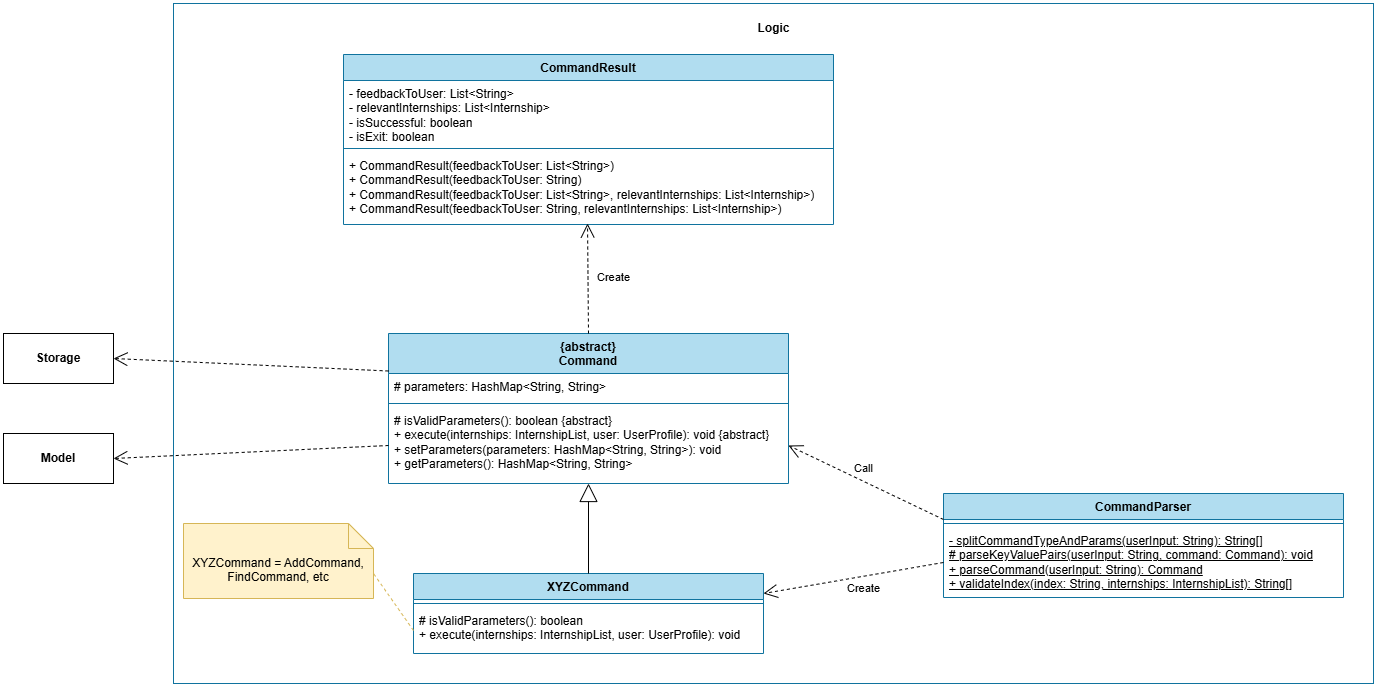 Logic
CommandResult
- feedbackToUser: List<String>
- relevantInternships: List<Internship>
- isSuccessful: boolean
- isExit: boolean
+ CommandResult(feedbackToUser: List<String>)
+ CommandResult(feedbackToUser: String)
+ CommandResult(feedbackToUser: List<String>, relevantInternships: List<Internship>)
+ CommandResult(feedbackToUser: String, relevantInternships: List<Internship>)
Create
Storage
Model
{abstract}
Command
# parameters: HashMap<String, String>
# isValidParameters(): boolean {abstract}
+ execute(internships: InternshipList, user: UserProfile): void {abstract}
+ setParameters(parameters: HashMap<String, String>): void
+ getParameters(): HashMap<String, String>
Call
CommandParser
- splitCommandTypeAndParams(userInput: String): String[]
# parseKeyValuePairs(userInput: String, command: Command): void
+ parseCommand(userInput: String): Command
+ validateIndex(index: String, internships: InternshipList): String[]
Create
XYZCommand = AddCommand,
FindCommand, etc
XYZCommand
# isValidParameters(): boolean
+ execute(internships: InternshipList, user: UserProfile): void